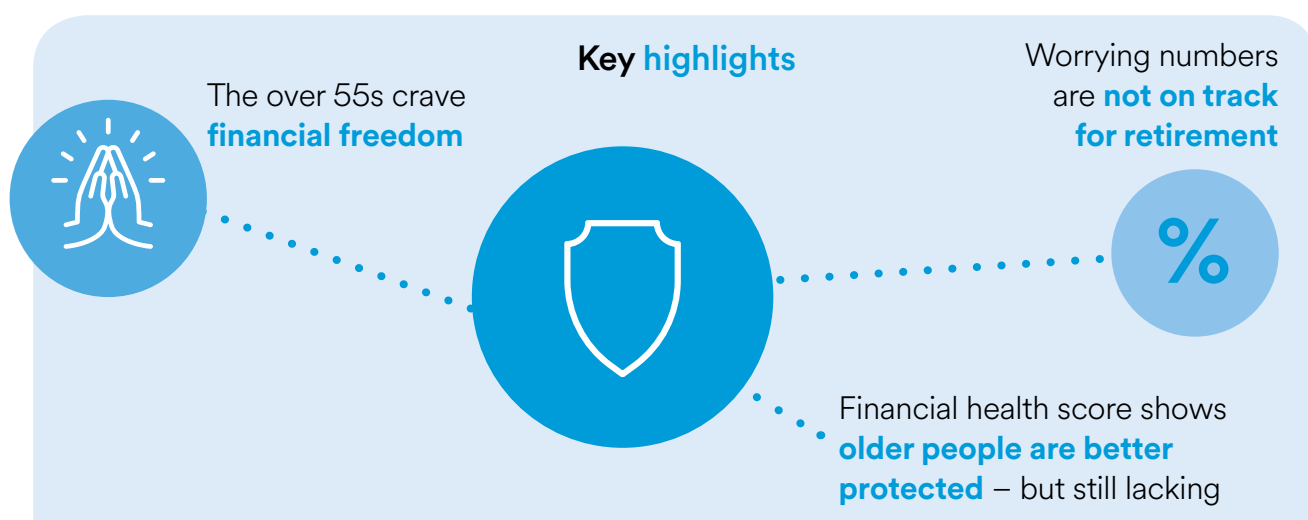 Key highlights
The over 55s crave
financial freedom
Worrying numbers
are not on track
for retirement
%
Financial health score shows
older people are better
protected – but still lacking